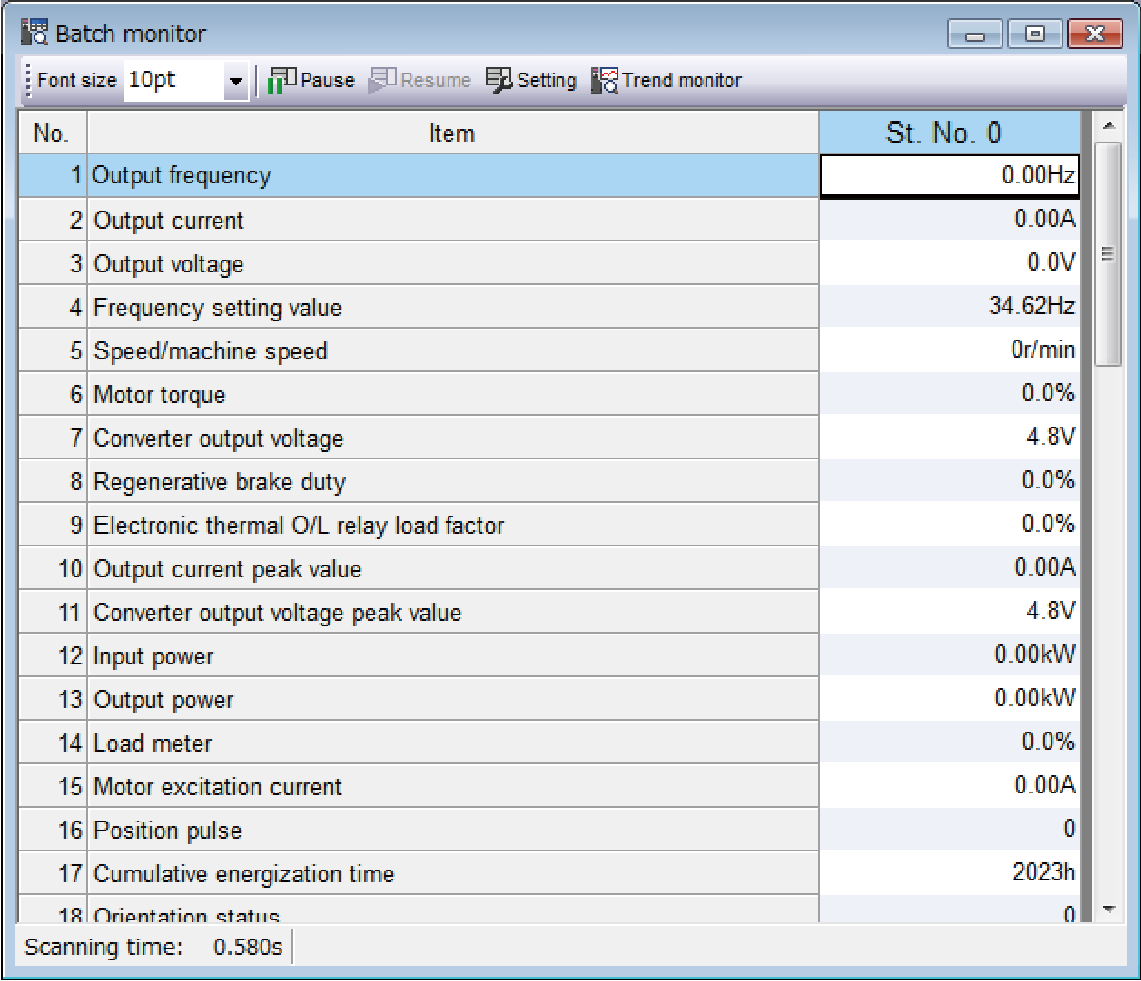 Batch monitor
Font size 10pt Pause Resume Setting Trend monitor
No. Item St. No. 0
1 Output frequency 0.00Hz
2 Output current 0.00A
3 Output voltage 0.0V
4 Frequency setting value 34.62Hz
5 Speed/machine speed 0r/min
6 Motor torque 0.0%
7 Converter output voltage 4.8V
8 Regenerative brake duty 0.0%
9 Electronic thermal O/L relay load factor 0.0%
10 Output current peak value 0.00A
11 Converter output voltage peak value 4.8V
12 Input power 0.00kW
13 Output power 0.00kW
14 Load meter 0.0%
15 Motor excitation current 0.00A
16 Position pulse 0
17 Cumulative energization time 2023h
18 Orientation status 0
Scanning time: 0.580s